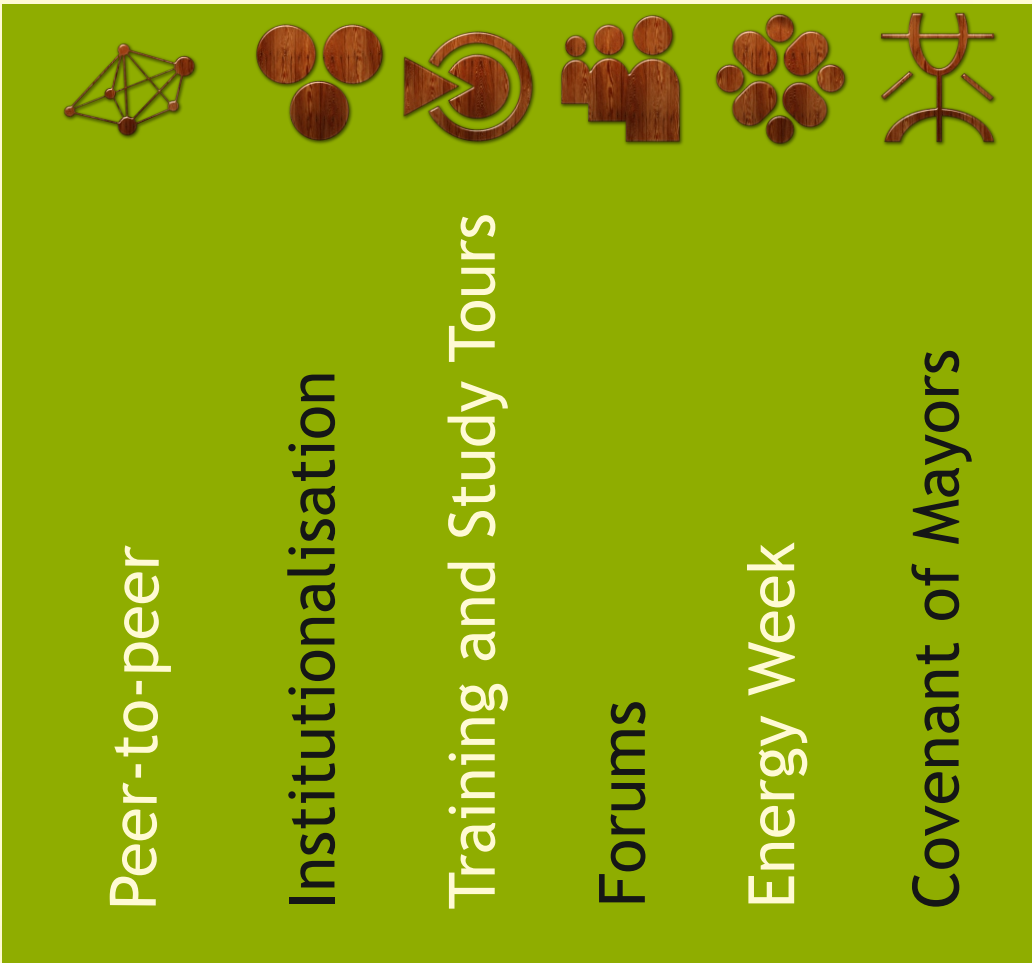 Peer-to-peer
Institutionalisation
Training and Study Tours
Forums
Energy Week
Covenant of Mayors